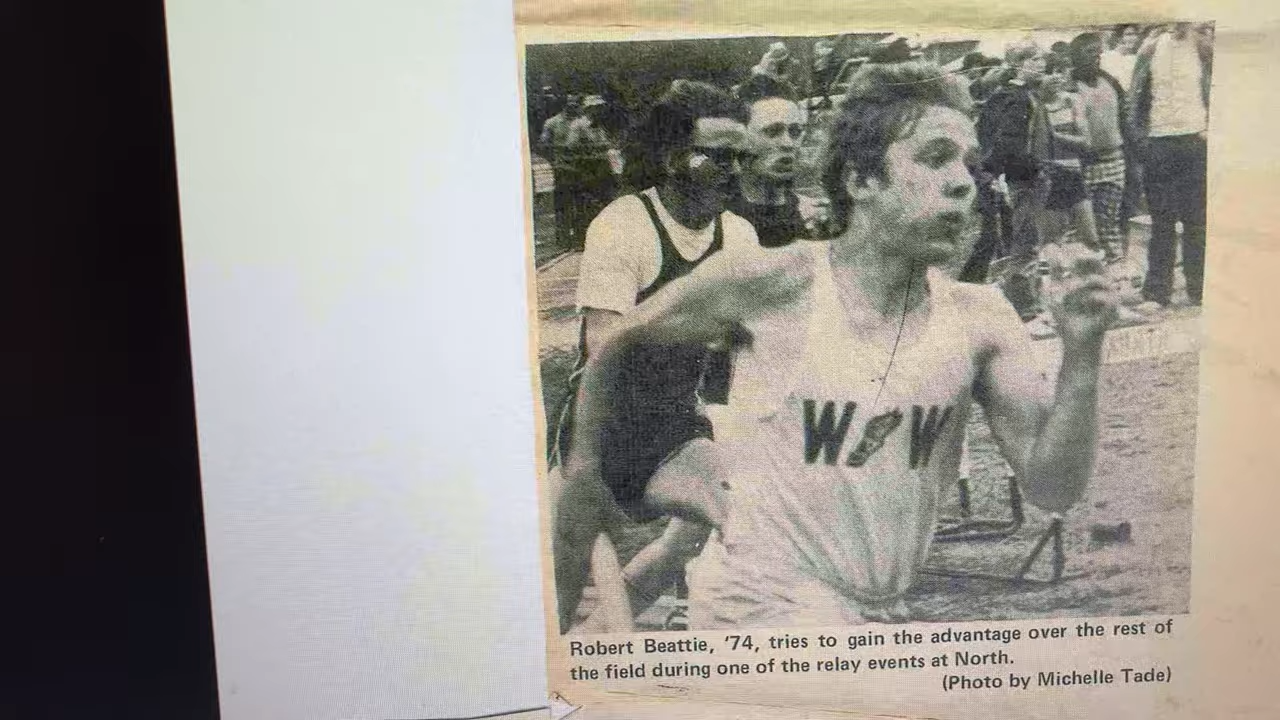 W W
Robert Beattie, '74, tries to gain the advantage over the rest of
the field during one of the relay events at North.
(Photo by Michelle Tade)